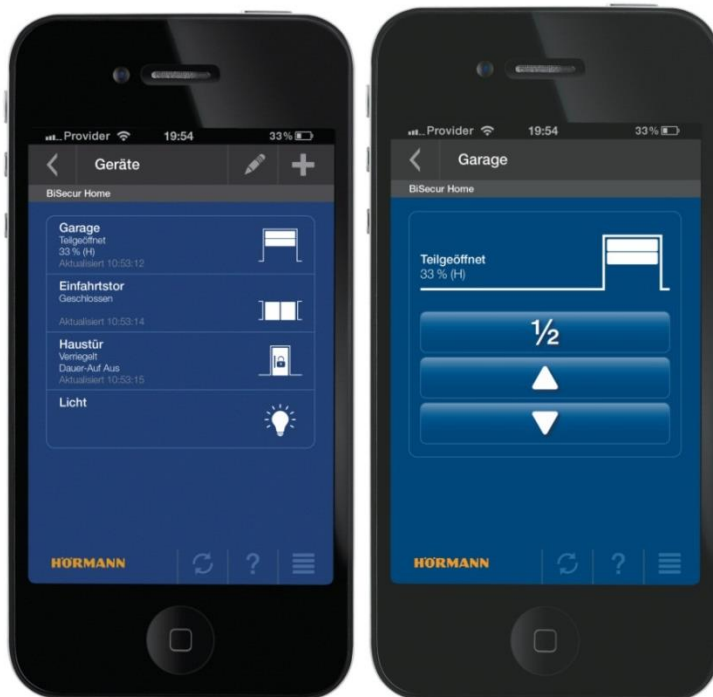 Provider 19:54 33%
Geräte
BiSecur Home
Garage
Teilgeöffnet
33 % (H)
Aktualisiert 10:53:12
Einfahrtstor
Geschlossen
Aktualisiert 10:53:14
Haustür
Verriegelt
Dauer-Auf Aus
Aktualisiert 10:53:15
Licht
HÖRMANN
?
Provider 19:54 33%
Garage
BiSecur Home
Teilgeöffnet
33 % (H)
½
HÖRMANN
?